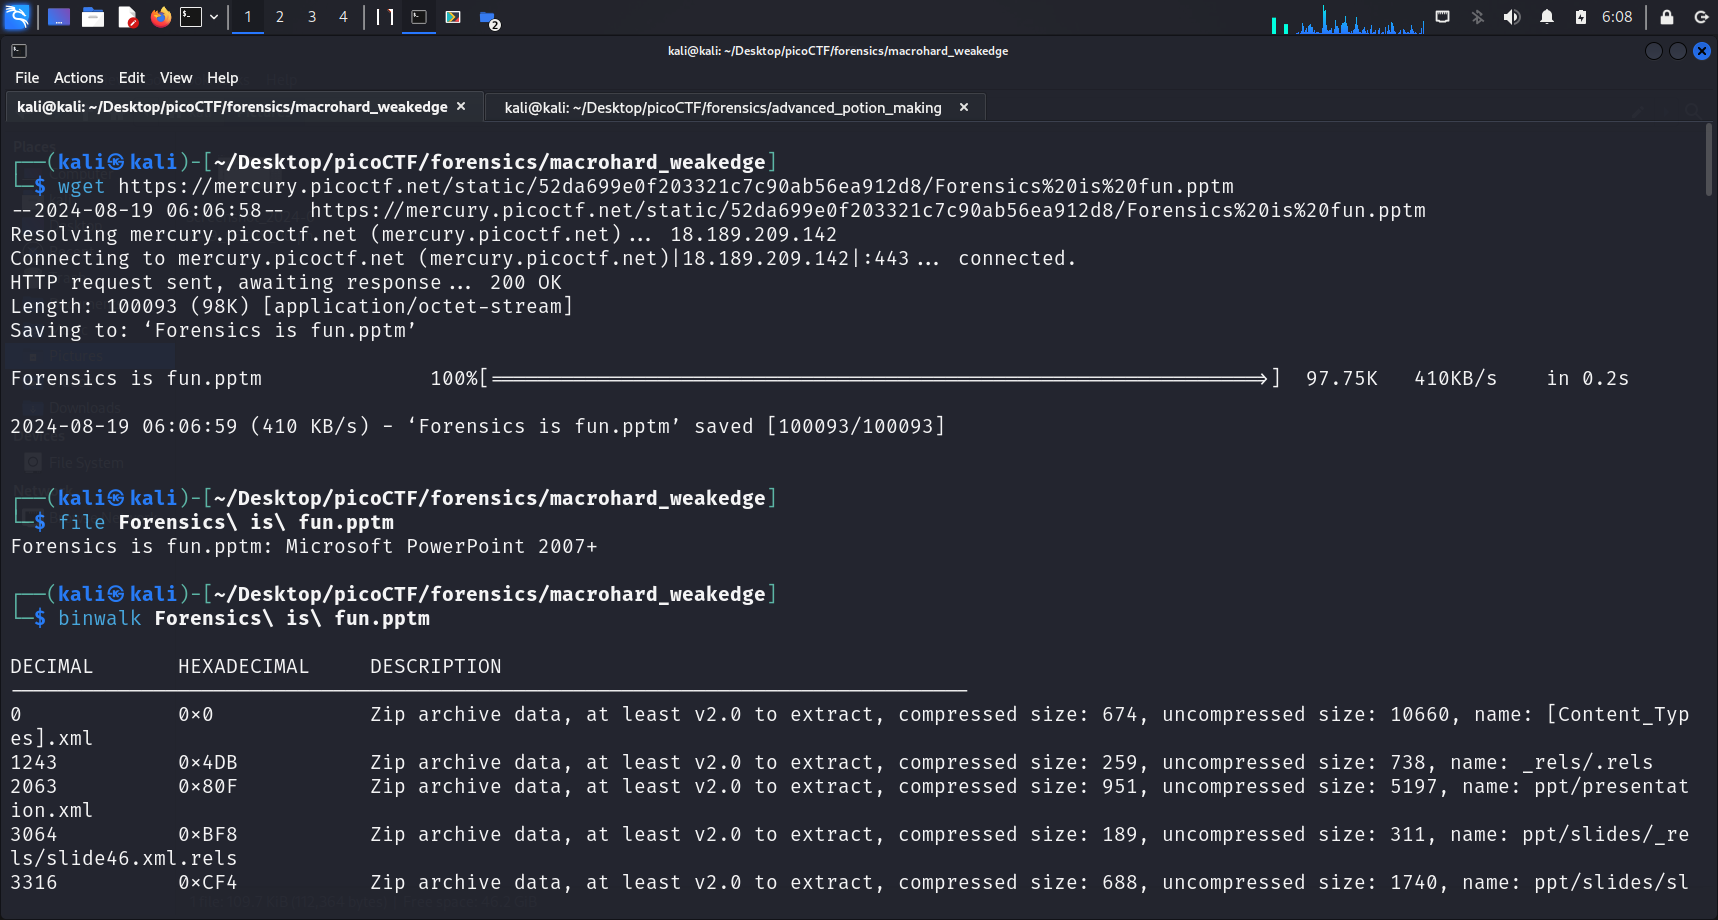 1 2 3 4
2
6:08
kali@kali: ~/Desktop/picoCTF/forensics/macrohard_weakedge
File Actions Edit View Help
kali@kali: ~/Desktop/picoCTF/forensics/macrohard_weakedge × kali@kali: ~/Desktop/picoCTF/forensics/advanced_potion_making ×
┌──(kali㉿kali)-[~/Desktop/picoCTF/forensics/macrohard_weakedge]
└─$ wget https://mercury.picoctf.net/static/52da699e0f203321c7c90ab56ea912d8/Forensics%20is%20fun.pptm
--2024-08-19 06:06:58-- https://mercury.picoctf.net/static/52da699e0f203321c7c90ab56ea912d8/Forensics%20is%20fun.pptm
Resolving mercury.picoctf.net (mercury.picoctf.net)... 18.189.209.142
Connecting to mercury.picoctf.net (mercury.picoctf.net)|18.189.209.142|:443... connected.
HTTP request sent, awaiting response... 200 OK
Length: 100093 (98K) [application/octet-stream]
Saving to: ‘Forensics is fun.pptm’
Pictures
Forensics is fun.pptm 100%[=================================================================>] 97.75K 410KB/s in 0.2s
Downloads
2024-08-19 06:06:59 (410 KB/s) - ‘Forensics is fun.pptm’ saved [100093/100093]
Devices
File System
┌──(kali㉿kali)-[~/Desktop/picoCTF/forensics/macrohard_weakedge]
└─$ file Forensics\ is\ fun.pptm
Forensics is fun.pptm: Microsoft PowerPoint 2007+
┌──(kali㉿kali)-[~/Desktop/picoCTF/forensics/macrohard_weakedge]
└─$ binwalk Forensics\ is\ fun.pptm
DECIMAL HEXADECIMAL DESCRIPTION
--------------------------------------------------------------------------------
0 0x0 Zip archive data, at least v2.0 to extract, compressed size: 674, uncompressed size: 10660, name: [Content_Typ
es].xml
1243 0x4DB Zip archive data, at least v2.0 to extract, compressed size: 259, uncompressed size: 738, name: _rels/.rels
2063 0x80F Zip archive data, at least v2.0 to extract, compressed size: 951, uncompressed size: 5197, name: ppt/presentat
ion.xml
3064 0xBF8 Zip archive data, at least v2.0 to extract, compressed size: 189, uncompressed size: 311, name: ppt/slides/_re
ls/slide46.xml.rels
3316 0xCF4 Zip archive data, at least v2.0 to extract, compressed size: 688, uncompressed size: 1740, name: ppt/slides/sl